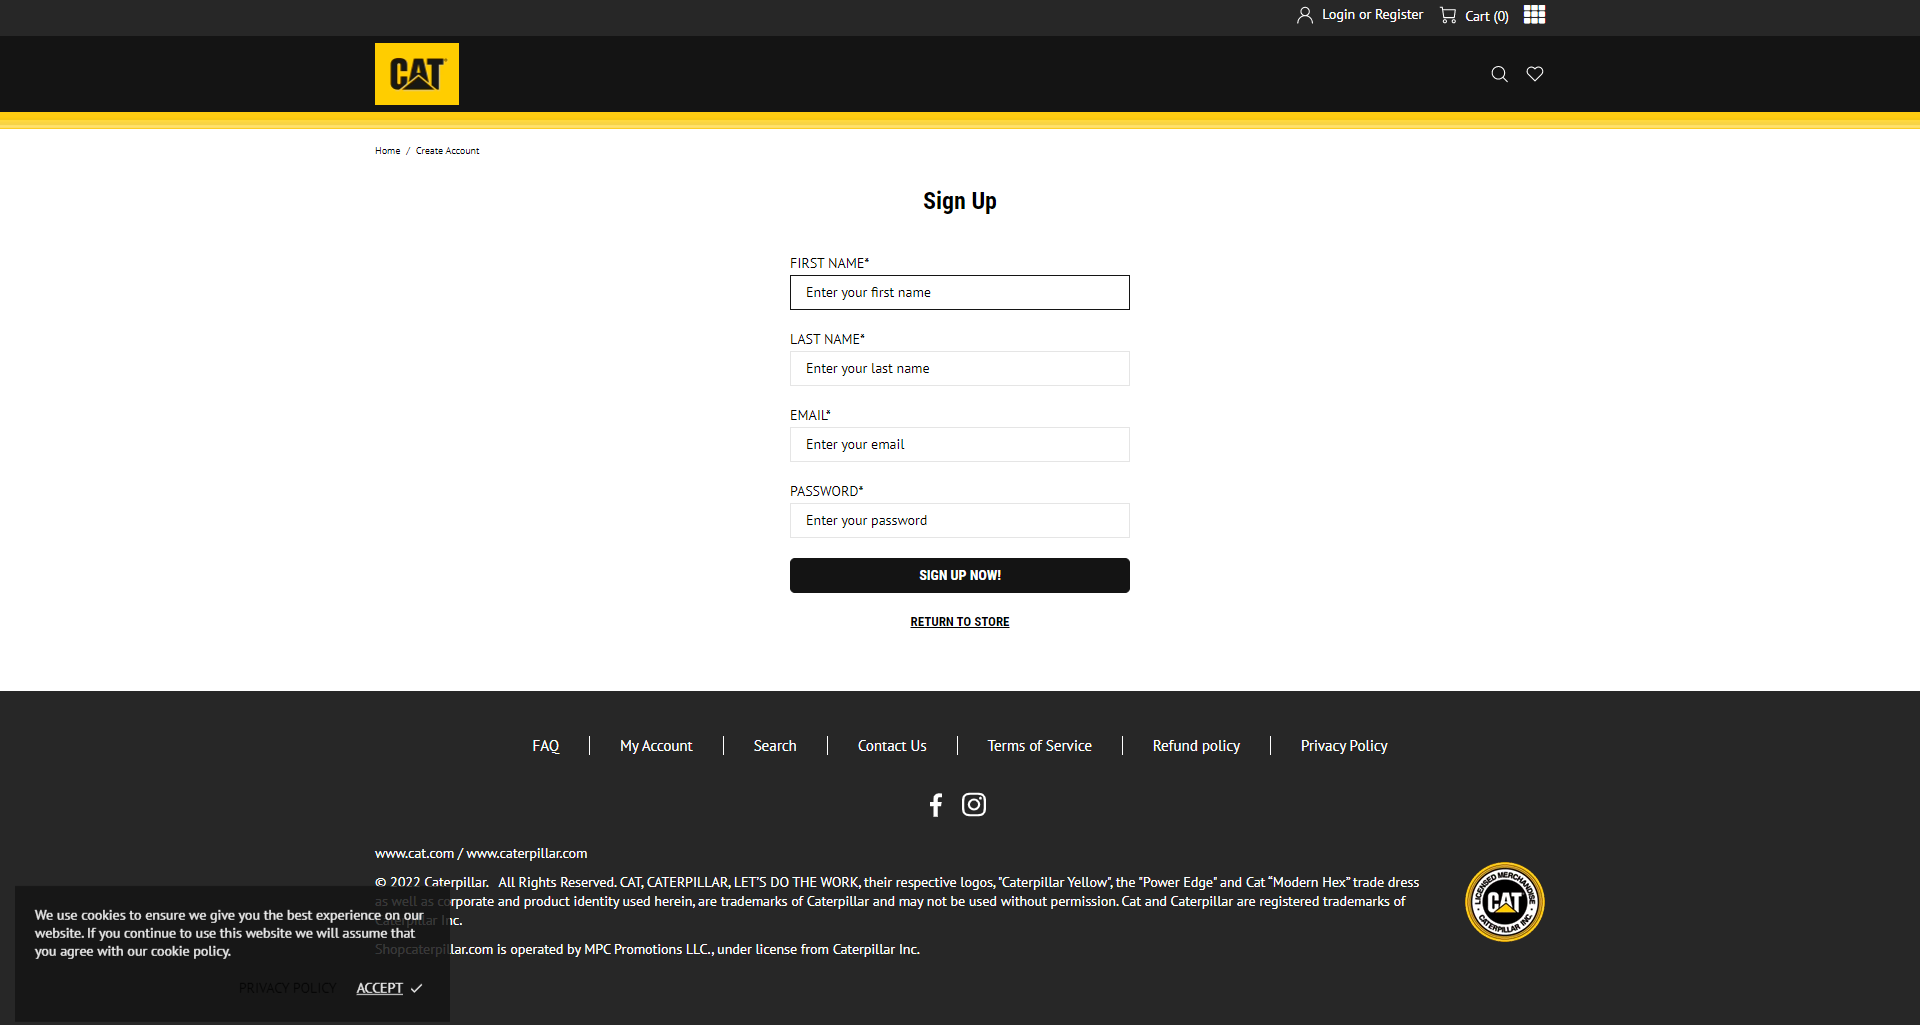 Login or Register
Cart (0)
CAT
Home / Create Account
Sign Up
FIRST NAME*
Enter your first name
LAST NAME*
Enter your last name
EMAIL*
Enter your email
PASSWORD*
Enter your password
SIGN UP NOW!
RETURN TO STORE
FAQ
My Account
Search
Contact Us
Terms of Service
Refund policy
Privacy Policy
www.cat.com / www.caterpillar.com
© 2022 Caterpillar. All Rights Reserved. CAT, CATERPILLAR, LET'S DO THE WORK, their respective logos, "Caterpillar Yellow", the "Power Edge" and Cat “Modern Hex” trade dress
as well as corporate and product identity used herein, are trademarks of Caterpillar and may not be used without permission. Cat and Caterpillar are registered trademarks of
Caterpillar Inc.
Shopcaterpillar.com is operated by MPC Promotions LLC., under license from Caterpillar Inc.
LICENSED MERCHANDISE
CAT
CATERPILLAR INC.
We use cookies to ensure we give you the best experience on our
website. If you continue to use this website we will assume that
you agree with our cookie policy.
PRIVACY POLICY
ACCEPT